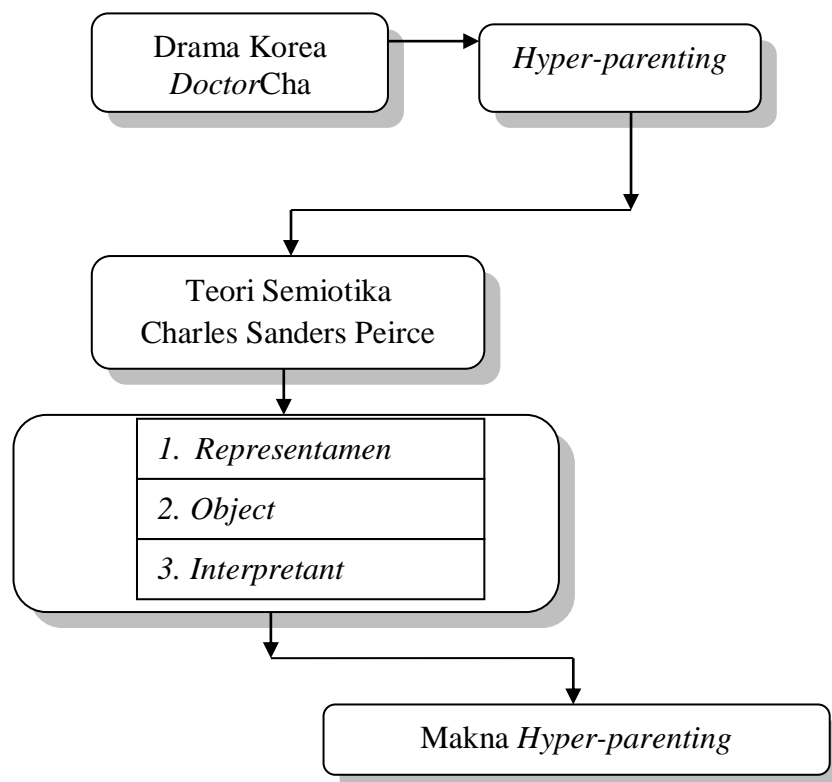 Drama Korea
DoctorCha
Hyper-parenting
Teori Semiotika
Charles Sanders Peirce
1. Representamen
2. Object
3. Interpretant
Makna Hyper-parenting